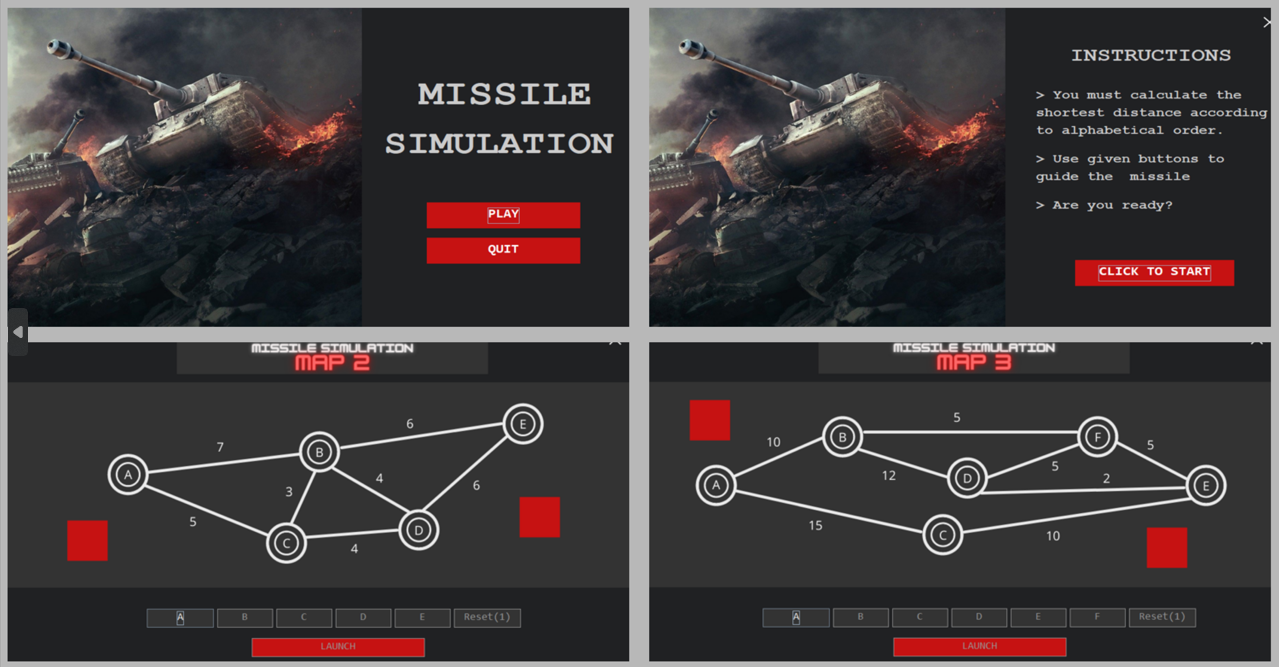 MISSILE
SIMULATION
PLAY
QUIT
INSTRUCTIONS
> You must calculate the
shortest distance according
to alphabetical order.
> Use given buttons to
guide the  missile
> Are you ready?
CLICK TO START
MISSILE SIMULATION
MAP 2
6
E
7
B
A
4
3
6
5
D
C
4
A B C D E Reset(1)
LAUNCH
MISSILE SIMULATION
MAP 3
5
10
B
F
5
12
5
D
2
A
E
15
C
10
A B C D E F Reset(1)
LAUNCH